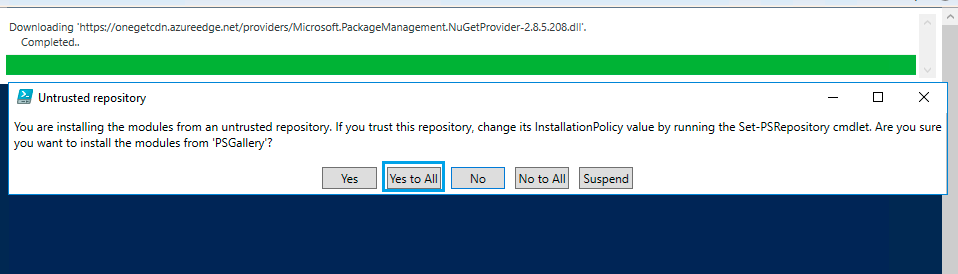 Downloading 'https://onegetcdn.azureedge.net/providers/Microsoft.PackageManagement.NuGetProvider-2.8.5.208.dll'.
Completed..
Untrusted repository
You are installing the modules from an untrusted repository. If you trust this repository, change its InstallationPolicy value by running the Set-PSRepository cmdlet. Are you sure
you want to install the modules from 'PSGallery'?
Yes Yes to All No No to All Suspend